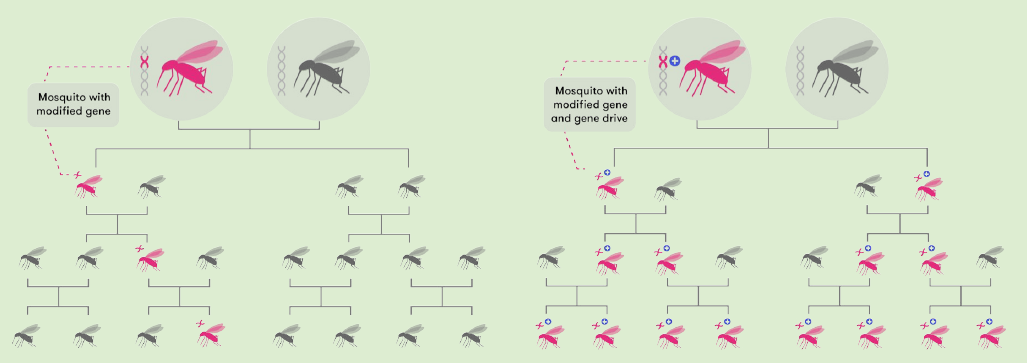 Mosquito with
modified gene
Mosquito with
modified gene
and gene drive